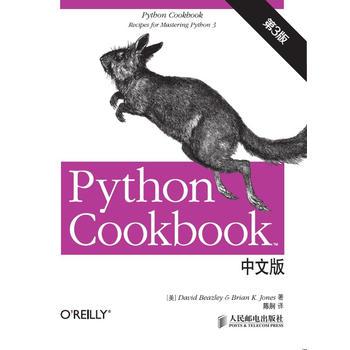 Python Cookbook
Recipes for Mastering Python 3
第3版
Python
Cookbook™
中文版
[美] David Beazley & Brian K. Jones 著
陈舸 译
O'REILLY®
人民邮电出版社
POSTS & TELECOM PRESS